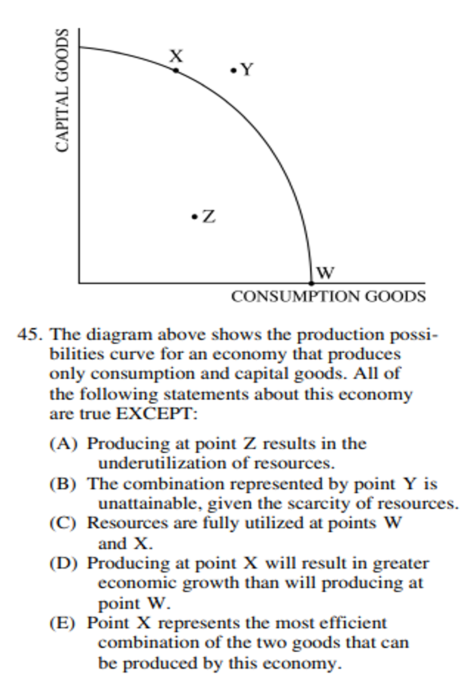 CAPITAL GOODS
X
Y
Z
W
CONSUMPTION GOODS
45. The diagram above shows the production possi-
bilities curve for an economy that produces
only consumption and capital goods. All of
the following statements about this economy
are true EXCEPT:
(A) Producing at point Z results in the
underutilization of resources.
(B) The combination represented by point Y is
unattainable, given the scarcity of resources.
(C) Resources are fully utilized at points W
and X.
(D) Producing at point X will result in greater
economic growth than will producing at
point W.
(E) Point X represents the most efficient
combination of the two goods that can
be produced by this economy.